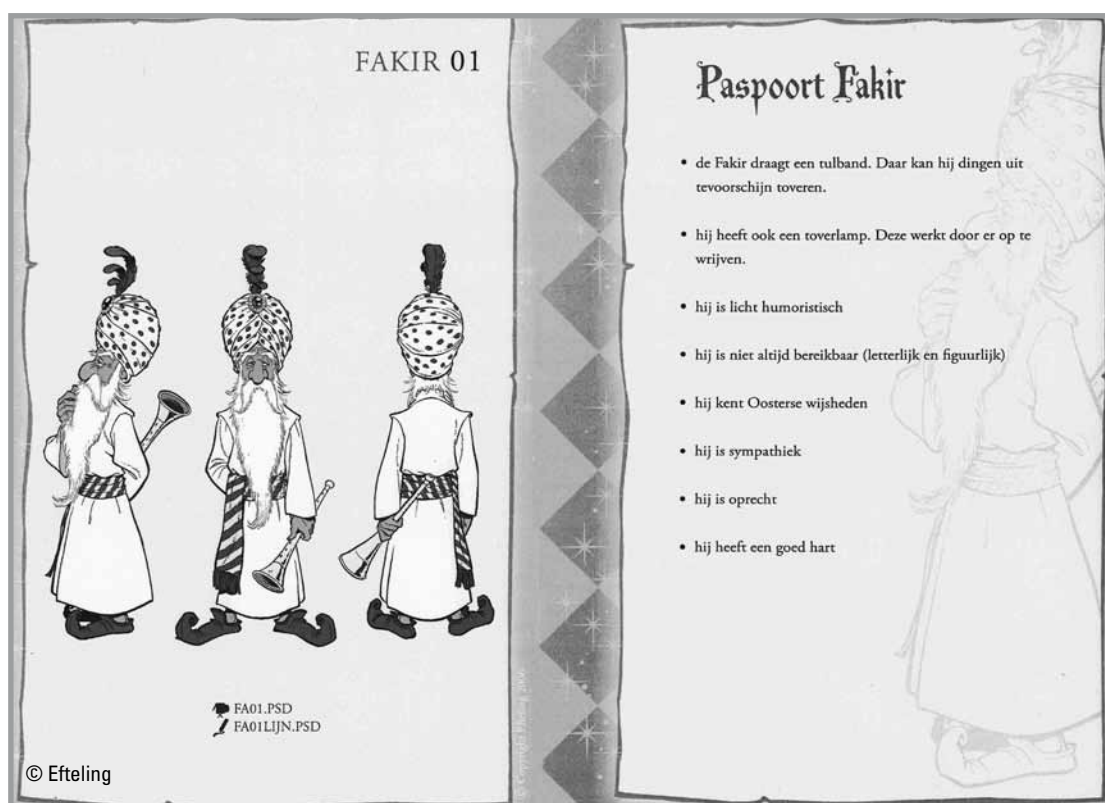 FAKIR 01
FA01.PSD
FA01LIJN.PSD
© Efteling
Paspoort Fakir
• de Fakir draagt een tulband. Daar kan hij dingen uit
tevoorschijn toveren.
• hij heeft ook een toverlamp. Deze werkt door er op te
wrijven.
• hij is licht humoristisch
• hij is niet altijd bereikbaar (letterlijk en figuurlijk)
• hij kent Oosterse wijsheden
• hij is sympathiek
• hij is oprecht
• hij heeft een goed hart